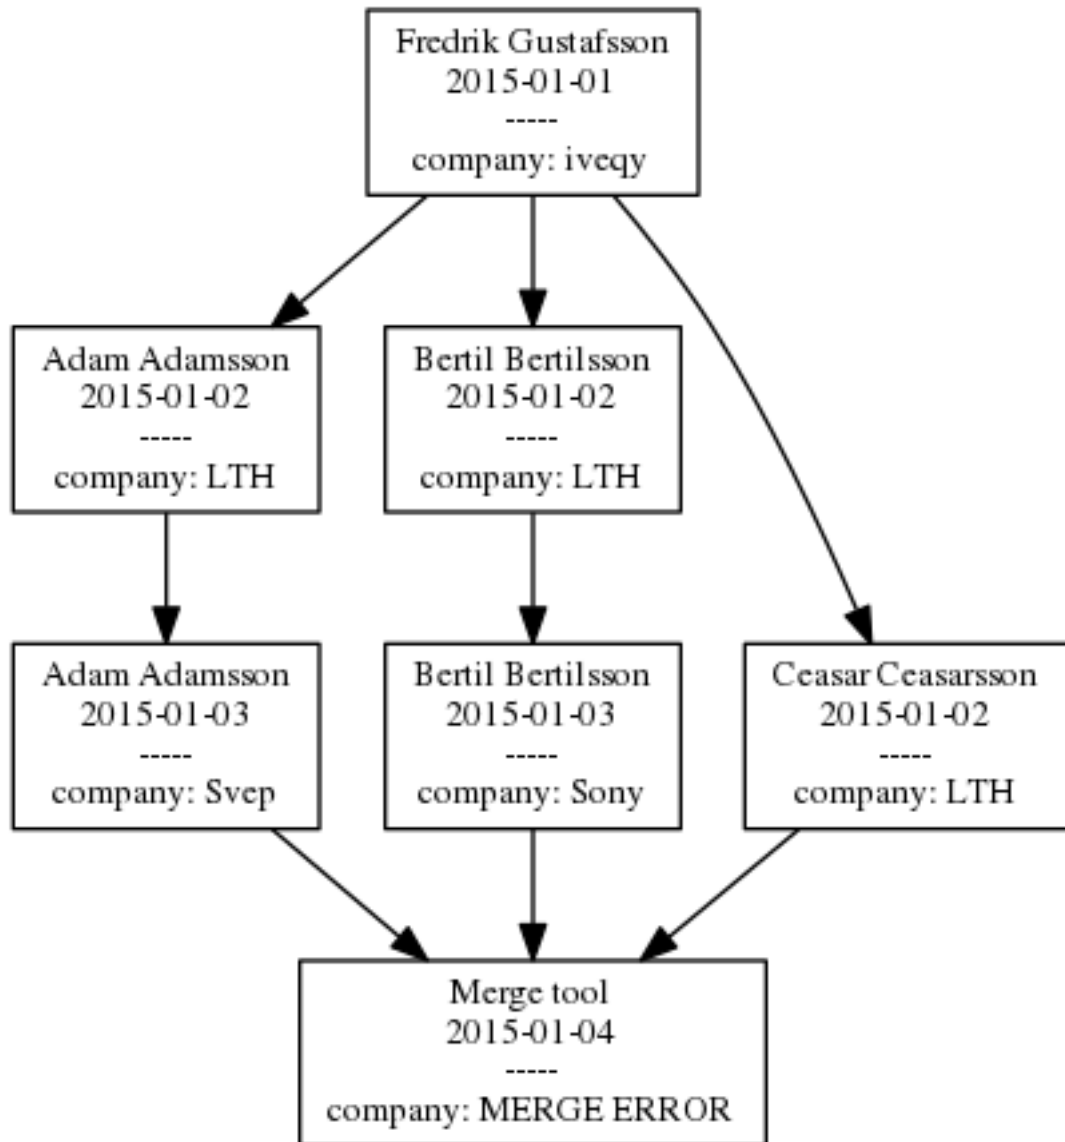 Fredrik Gustafsson
2015-01-01
-----
company: iveqy
Adam Adamsson
2015-01-02
-----
company: LTH
Bertil Bertilsson
2015-01-02
-----
company: LTH
Adam Adamsson
2015-01-03
-----
company: Svep
Bertil Bertilsson
2015-01-03
-----
company: Sony
Ceasar Ceasarsson
2015-01-02
-----
company: LTH
Merge tool
2015-01-04
-----
company: MERGE ERROR